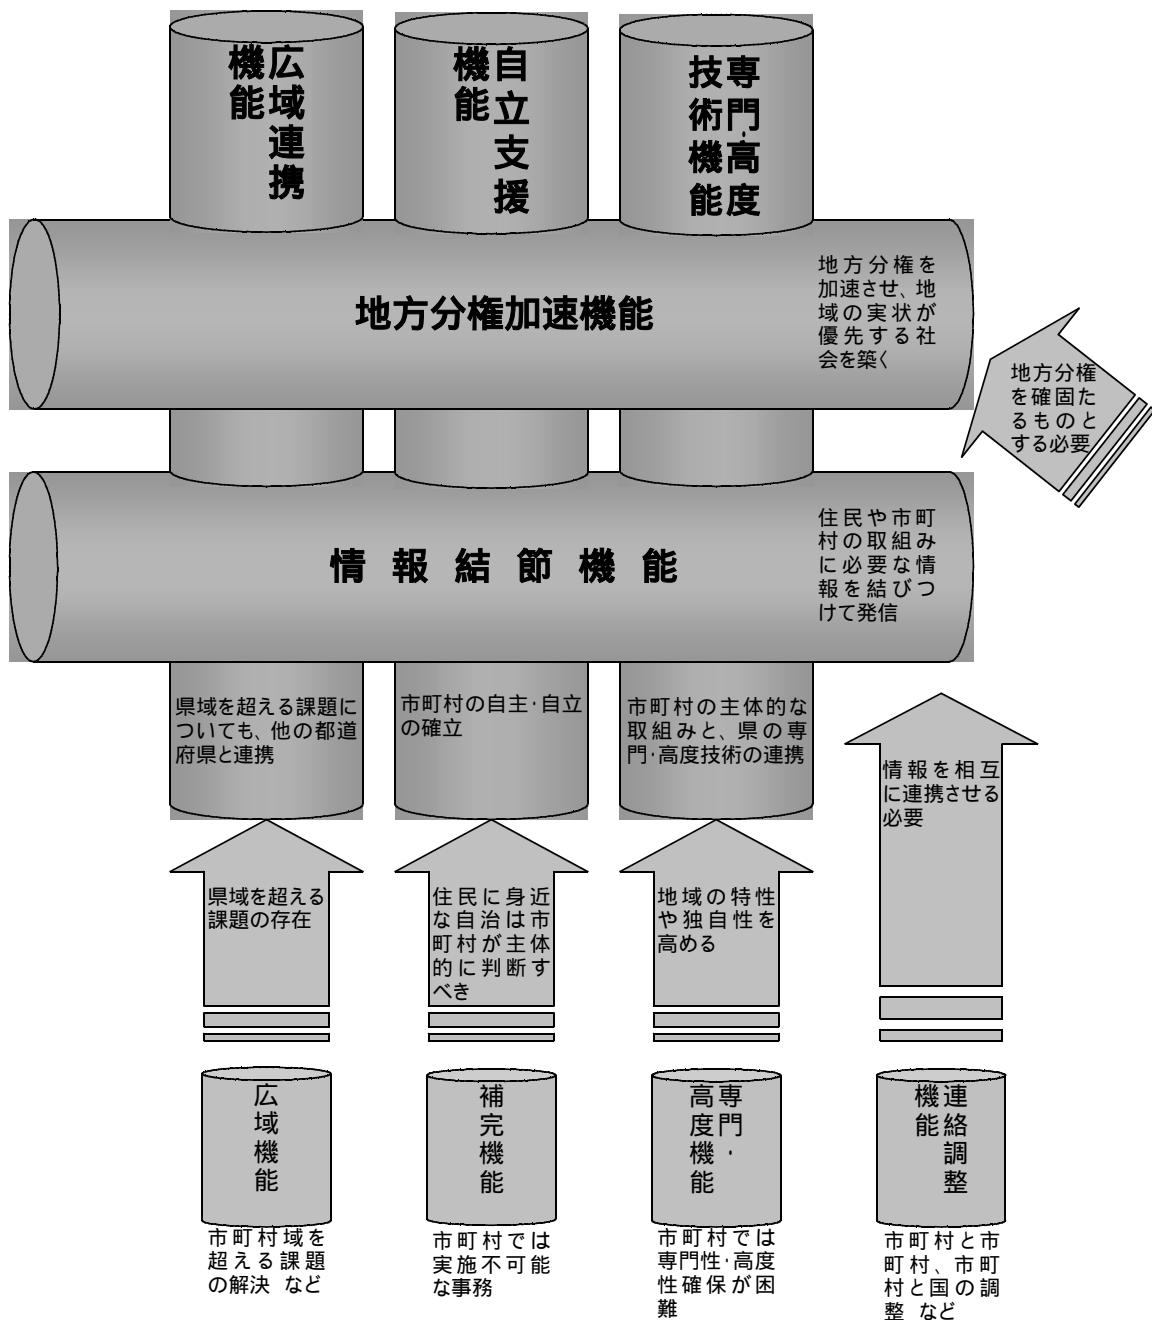 広域連携
機能
自立支援
機能
専門・高度
技術機能
地方分権加速機能
地方分権を
加速させ、地
域の実状が
優先する社
会を築く
地方分権
を確固た
るものと
する必要
情報結節機能
住民や市町
村の取組み
に必要な情
報を結びつ
けて発信
県域を超える課題に
ついても、他の都道
府県と連携
市町村の自主・自立
の確立
市町村の主体的な
取組みと、県の専
門・高度技術の連携
情報を相互
に連携させる
必要
県域を超える
課題の存在
住民に身近
な自治は市
町村が主体
的に判断す
べき
地域の特性
や独自性を
高める
広域機能
補完機能
専門・
高度機能
連絡調整
機能
市町村域を
超える課題
の解決 など
市町村では
実施不可能
な事務
市町村では
専門性・高度
性確保が困
難
市町村と市
町村、市町
村と国の調
整 など